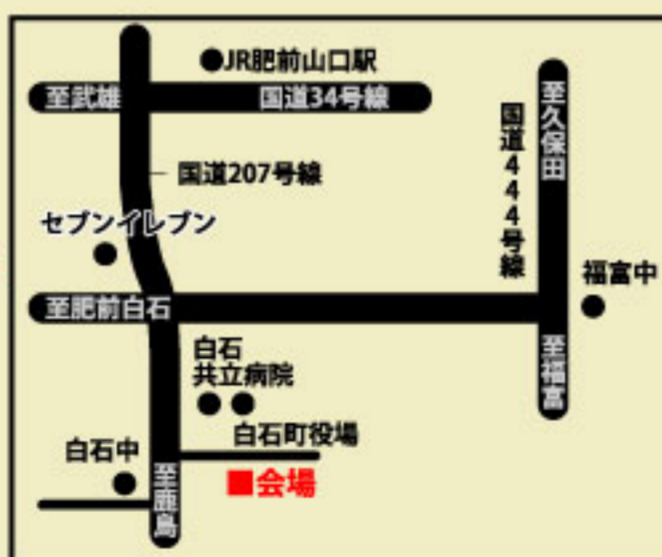 ●JR肥前山口駅
至武雄
国道34号線
至久保田
国道444号線
国道207号線
セブンイレブン
福富中
至肥前白石
至福富
白石
共立病院
白石町役場
白石中
■会場
至鹿島